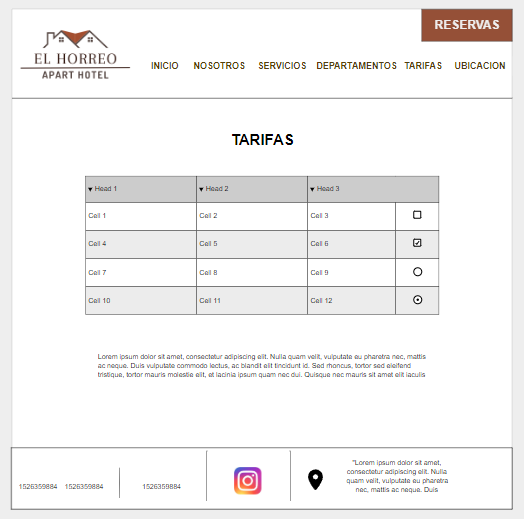 RESERVAS
EL HORREO
APART HOTEL
INICIO NOSOTROS SERVICIOS DEPARTAMENTOS TARIFAS UBICACION
TARIFAS
Head 1 Head 2 Head 3
Cell 1 Cell 2 Cell 3
Cell 4 Cell 5 Cell 6
Cell 7 Cell 8 Cell 9
Cell 10 Cell 11 Cell 12
Lorem ipsum dolor sit amet, consectetur adipiscing elit. Nulla quam velit, vulputate eu pharetra nec, mattis
ac neque. Duis vulputate commodo lectus, ac blandit elit tincidunt id. Sed rhoncus, tortor sed eleifend
tristique, tortor mauris molestie elit, et lacinia ipsum quam nec dui. Quisque nec mauris sit amet elit iaculis
1526359884 1526359884 1526359884
"Lorem ipsum dolor sit amet,
consectetur adipiscing elit. Nulla
quam velit, vulputate eu pharetra
nec, mattis ac neque. Duis